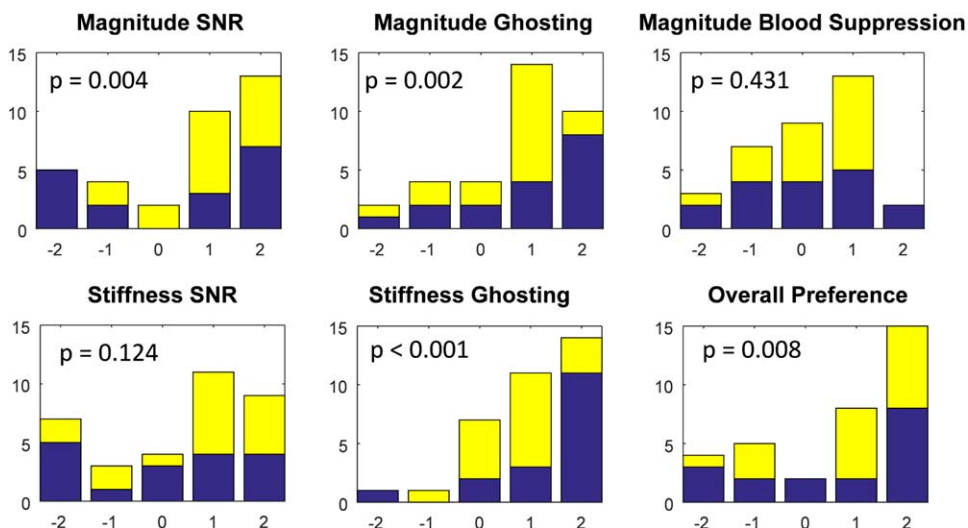 Magnitude SNR
15
10
5
0
p = 0.004
-2 -1 0 1 2
Magnitude Ghosting
15
10
5
0
p = 0.002
-2 -1 0 1 2
Magnitude Blood Suppression
15
10
5
0
p = 0.431
-2 -1 0 1 2
Stiffness SNR
15
10
5
0
p = 0.124
-2 -1 0 1 2
Stiffness Ghosting
15
10
5
0
p < 0.001
-2 -1 0 1 2
Overall Preference
15
10
5
0
p = 0.008
-2 -1 0 1 2